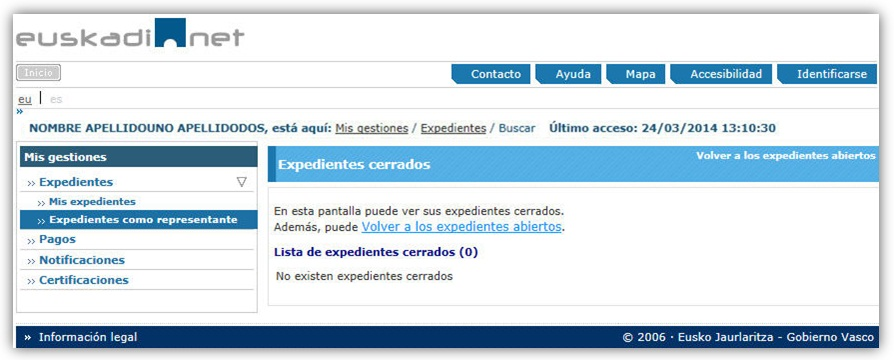 euskadi.net
Inicio
Contacto Ayuda Mapa Accesibilidad Identificarse
eu | es
»
NOMBRE APELLIDOUNO APELLIDODOS, está aquí: Mis gestiones / Expedientes / Buscar Último acceso: 24/03/2014 13:10:30
Mis gestiones
» Expedientes
» Mis expedientes
» Expedientes como representante
» Pagos
» Notificaciones
» Certificaciones
Expedientes cerrados
Volver a los expedientes abiertos
En esta pantalla puede ver sus expedientes cerrados.
Además, puede Volver a los expedientes abiertos.
Lista de expedientes cerrados (0)
No existen expedientes cerrados
» Información legal
© 2006 · Eusko Jaurlaritza - Gobierno Vasco